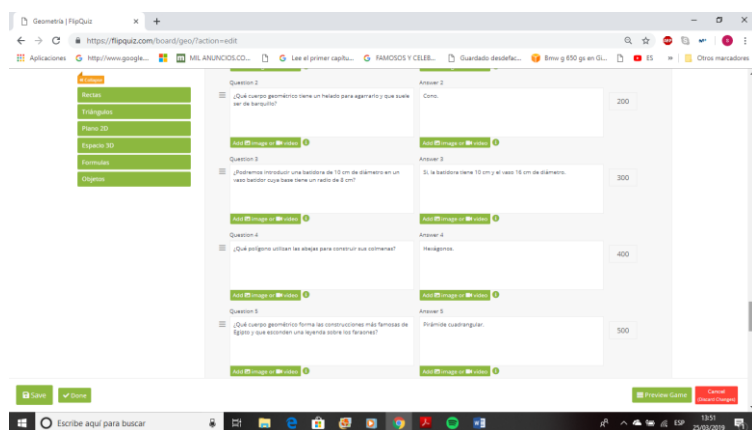 Geometría | FlipQuiz
https://flipquiz.com/board/geo/?action=edit
Aplicaciones
http://www.google...
MIL ANUNCIOS.CO...
Lee el primer capítu...
FAMOSOS Y CELEB...
Guardado desdefac...
Bmw g 650 gs en Gi...
ES
»
Otros marcadores
Rectas
Triángulos
Plano 2D
Espacio 3D
Formulas
Objetos
Question 2
Answer 2
¿Qué cuerpo geométrico tiene un helado para agarrarlo y que suele
ser de barquillo?
Cono.
200
Add image or video
Add image or video
Question 3
Answer 3
¿Podremos introducir una batidora de 10 cm de diámetro en un
vaso batidor cuya base tiene un radio de 8 cm?
Si, la batidora tiene 10 cm y el vaso 16 cm de diámetro.
300
Add image or video
Add image or video
Question 4
Answer 4
¿Qué polígono utilizan las abejas para construir sus colmenas?
Hexágonos.
400
Add image or video
Add image or video
Question 5
Answer 5
¿Qué cuerpo geométrico forma las construcciones más famosas de
Egipto y que esconden una leyenda sobre los faraones?
Pirámide cuadrangular.
500
Add image or video
Add image or video
Save
Done
Preview Game
Cancel
(Discard Changes)
Escribe aquí para buscar
ESP
13:51
25/03/2019